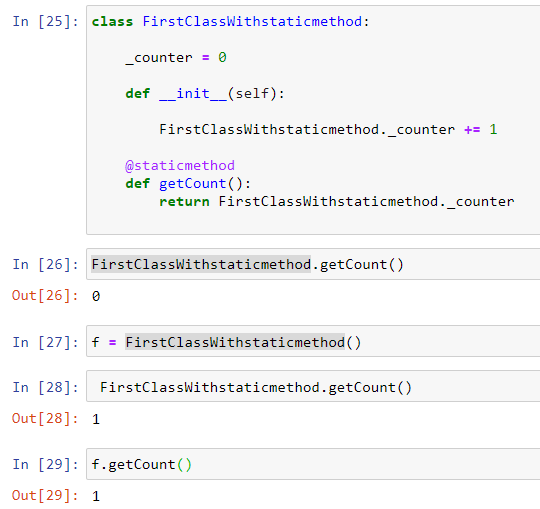 In [25]: class FirstClassWithstaticmethod:
_counter = 0
def __init__(self):
FirstClassWithstaticmethod._counter += 1
@staticmethod
def getCount():
return FirstClassWithstaticmethod._counter
In [26]: FirstClassWithstaticmethod.getCount()
Out[26]: 0
In [27]: f = FirstClassWithstaticmethod()
In [28]: FirstClassWithstaticmethod.getCount()
Out[28]: 1
In [29]: f.getCount()
Out[29]: 1